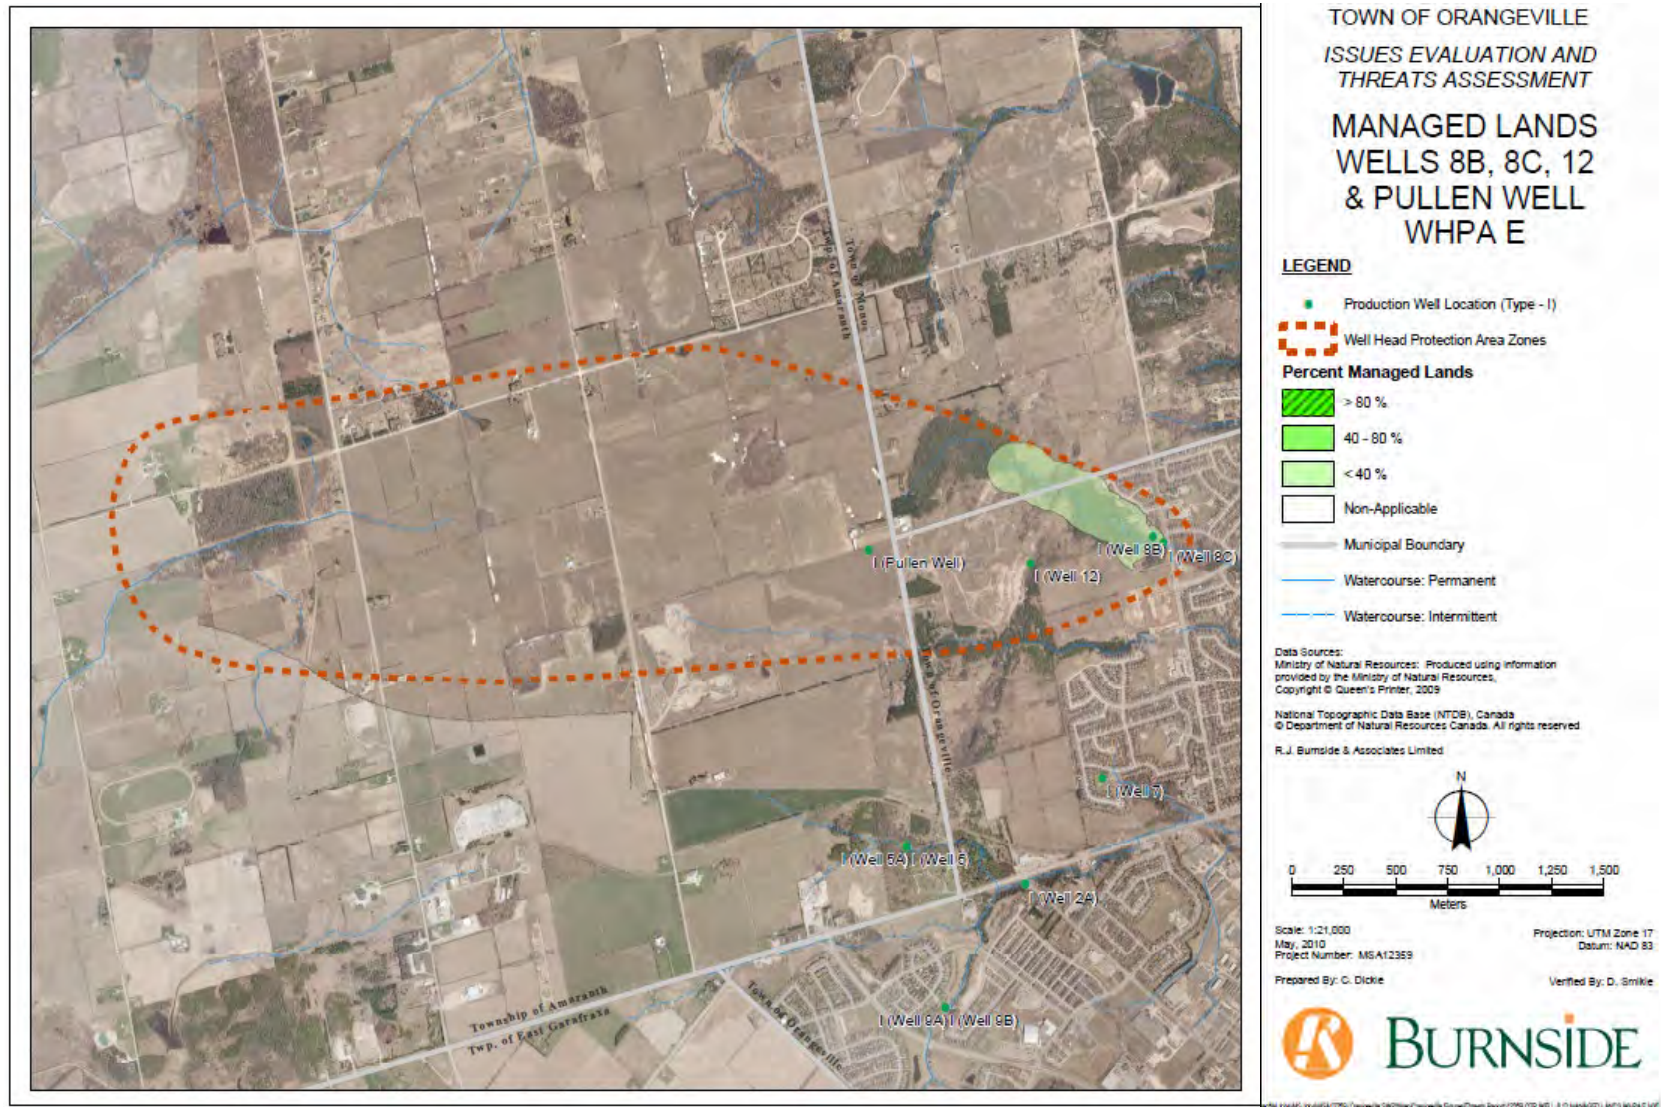 TOWN OF ORANGEVILLE
ISSUES EVALUATION AND
THREATS ASSESSMENT
MANAGED LANDS
WELLS 8B, 8C, 12
& PULLEN WELL
WHPA E
LEGEND
Production Well Location (Type - I)
Well Head Protection Area Zones
Percent Managed Lands
> 80 %
40 - 80 %
< 40 %
Non-Applicable
Municipal Boundary
Watercourse: Permanent
Watercourse: Intermittent
Data Sources:
Ministry of Natural Resources: Produced using information
provided by the Ministry of Natural Resources,
Copyright © Queen's Printer, 2009
National Topographic Data Base (NTDB), Canada
© Department of Natural Resources Canada. All rights reserved
R.J. Burnside & Associates Limited
N
0 250 500 750 1,000 1,250 1,500
Meters
Scale: 1:21,000
May, 2010
Project Number: MSA12359
Projection: UTM Zone 17
Datum: NAD 83
Prepared By: C. Dickie
Verified By: D. Smikle
BURNSIDE
Town of Mono
Twp. of Amaranth
I (Pullen Well)
I (Well 12)
I (Well 8B)
I (Well 8C)
Town of Orangeville
I (Well 7)
I (Well 5A)
I (Well 5)
I (Well 2A)
I (Well 9A)
I (Well 9B)
Township of Amaranth
Twp. of East Garafraxa
Town of Orangeville